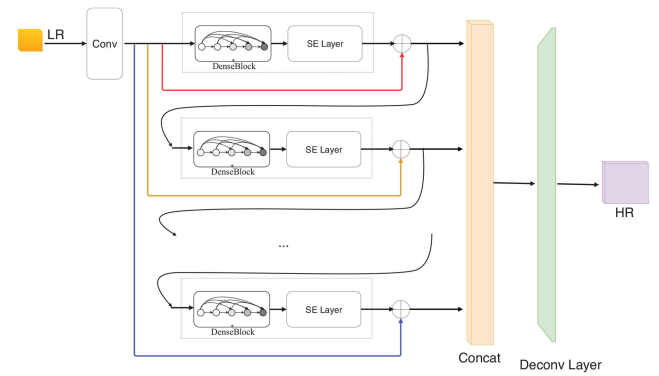 LR
Conv
SE Layer
DenseBlock
SE Layer
DenseBlock
...
SE Layer
DenseBlock
HR
Concat
Deconv Layer